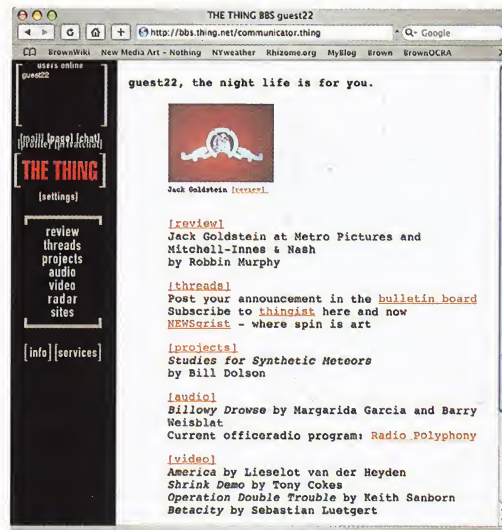 THE THING BBS guest22
http://bbs.thing.net/communicator.thing
Q- Google
BrownWiki New Media Art - Nothing NYweather Rhizome.org MyBlog Brown BrownOCRA
users online
guest22
[mail] [page] [chat]
THE THING
[settings]
review
threads
projects
audio
video
radar
sites
[info] [services]
guest22, the night life is for you.
Jack Goldstein [review]
[review]
Jack Goldstein at Metro Pictures and
Mitchell-Innes & Nash
by Robbin Murphy
[threads]
Post your announcement in the bulletin board
Subscribe to thingist here and now
NEWSgrist - where spin is art
[projects]
Studies for Synthetic Meteors
by Bill Dolson
[audio]
Billowy Drowse by Margarida Garcia and Barry
Weisblat
Current officeradio program: Radio Polyphony
[video]
America by Lieselot van der Heyden
Shrink Demo by Tony Cokes
Operation Double Trouble by Keith Sanborn
Betacity by Sebastian Luetgert